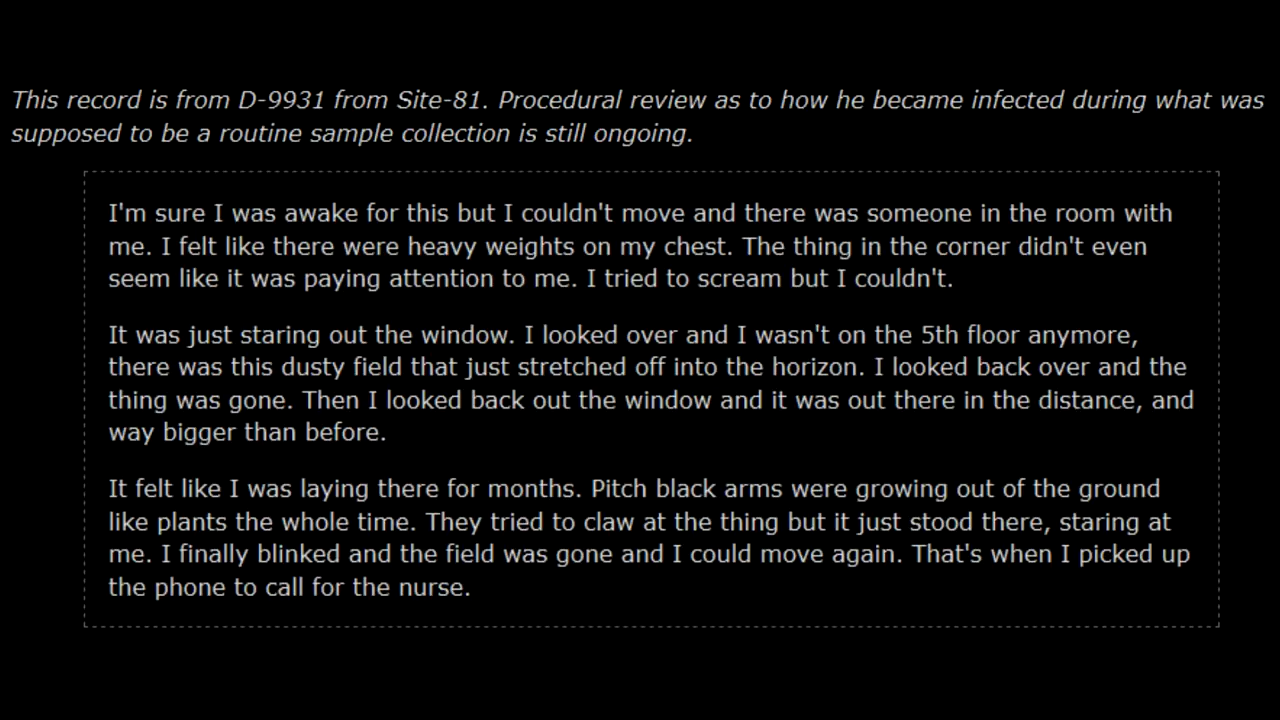 This record is from D-9931 from Site-81. Procedural review as to how he became infected during what was
supposed to be a routine sample collection is still ongoing.
I'm sure I was awake for this but I couldn't move and there was someone in the room with
me. I felt like there were heavy weights on my chest. The thing in the corner didn't even
seem like it was paying attention to me. I tried to scream but I couldn't.
It was just staring out the window. I looked over and I wasn't on the 5th floor anymore,
there was this dusty field that just stretched off into the horizon. I looked back over and the
thing was gone. Then I looked back out the window and it was out there in the distance, and
way bigger than before.
It felt like I was laying there for months. Pitch black arms were growing out of the ground
like plants the whole time. They tried to claw at the thing but it just stood there, staring at
me. I finally blinked and the field was gone and I could move again. That's when I picked up
the phone to call for the nurse.